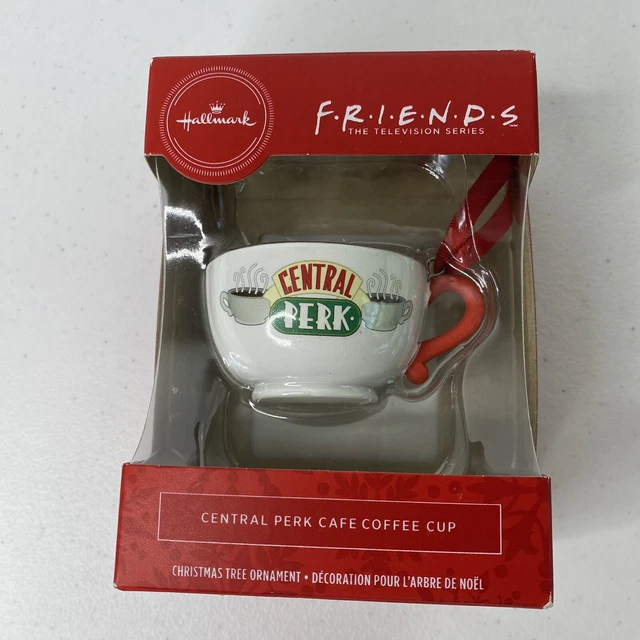 Hallmark
F·R·I·E·N·D·S
THE TELEVISION SERIES
CENTRAL
PERK
CENTRAL PERK CAFE COFFEE CUP
CHRISTMAS TREE ORNAMENT • DÉCORATION POUR L'ARBRE DE NOËL